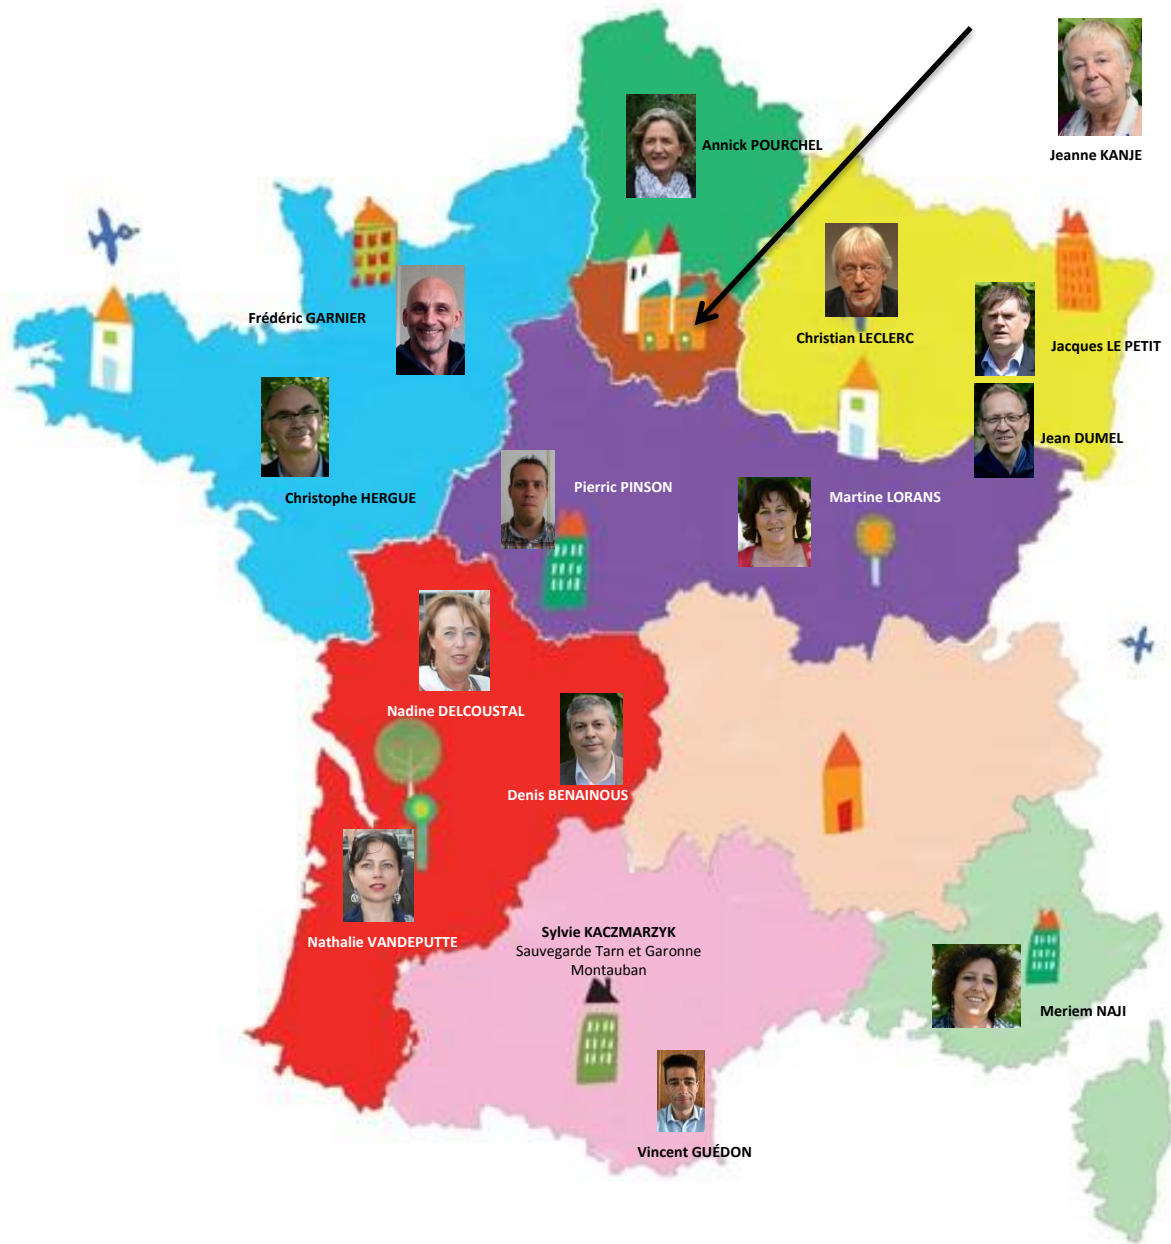 Annick POURCHEL
Jeanne KANJE
Frédéric GARNIER
Christian LECLERC
Jacques LE PETIT
Jean DUMEL
Christophe HERGUE
Pierric PINSON
Martine LORANS
Nadine DELCOUSTAL
Denis BENAINOUS
Nathalie VANDEPUTTE
Sylvie KACZMARZYK
Sauvegarde Tarn et Garonne
Montauban
Meriem NAJI
Vincent GUÉDON